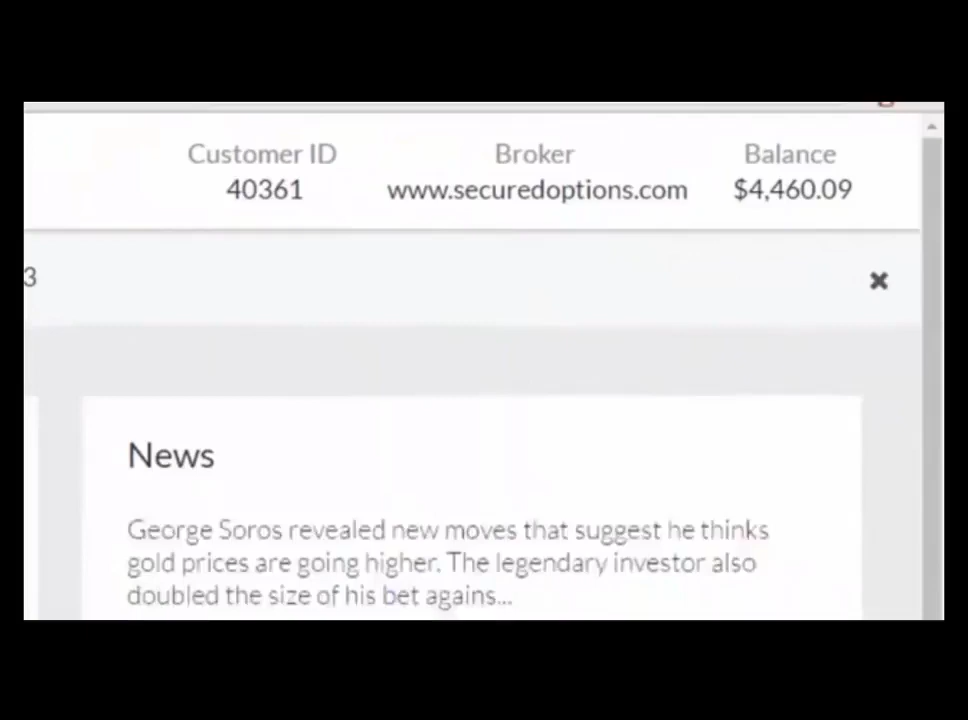 Customer ID Broker Balance
40361 www.securedoptions.com $4,460.09
3
News
George Soros revealed new moves that suggest he thinks
gold prices are going higher. The legendary investor also
doubled the size of his bet agains...